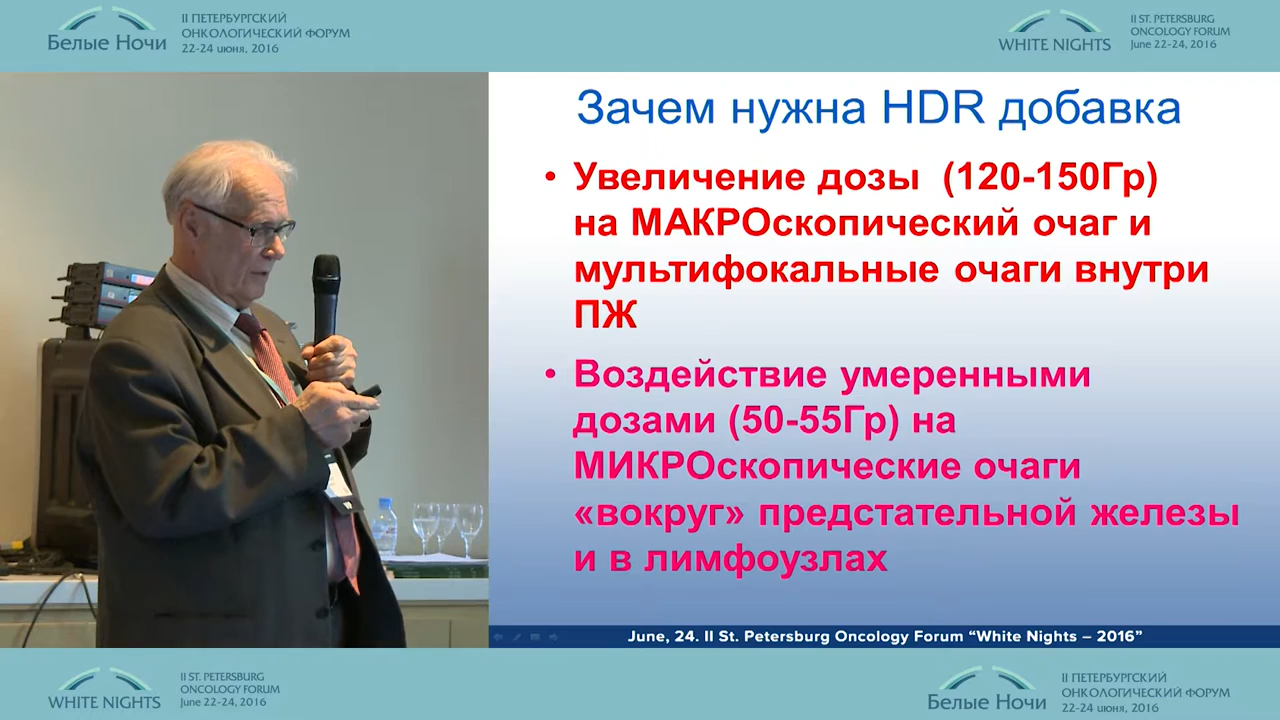 Белые Ночи
II ПЕТЕРБУРГСКИЙ
ОНКОЛОГИЧЕСКИЙ ФОРУМ
22-24 июня, 2016
WHITE NIGHTS
II ST. PETERSBURG
ONCOLOGY FORUM
June 22-24, 2016
Зачем нужна HDR добавка
• Увеличение дозы (120-150Гр)
на МАКРОскопический очаг и
мультифокальные очаги внутри
ПЖ
• Воздействие умеренными
дозами (50-55Гр) на
МИКРОскопические очаги
«вокруг» предстательной железы
и в лимфоузлах
June, 24. II St. Petersburg Oncology Forum “White Nights – 2016”
WHITE NIGHTS
II ST. PETERSBURG
ONCOLOGY FORUM
June 22-24, 2016
Белые Ночи
II ПЕТЕРБУРГСКИЙ
ОНКОЛОГИЧЕСКИЙ ФОРУМ
22-24 июня, 2016